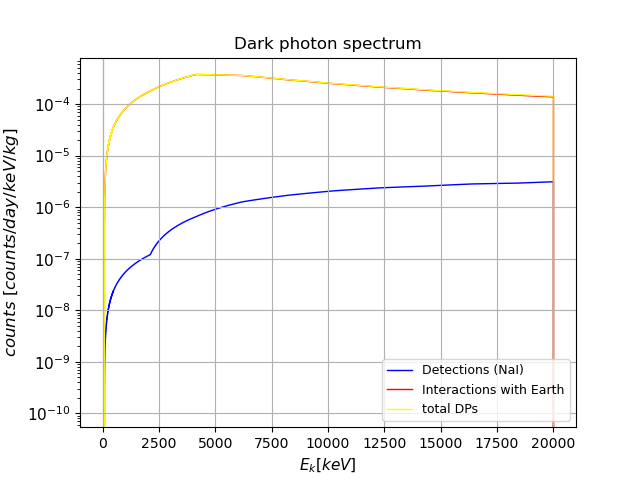 Dark photon spectrum
counts [counts/day/keV/kg]
10⁻⁴
10⁻⁵
10⁻⁶
10⁻⁷
10⁻⁸
10⁻⁹
10⁻¹⁰
Detections (NaI)
Interactions with Earth
total DPs
0 2500 5000 7500 10000 12500 15000 17500 20000
Eₖ[keV]